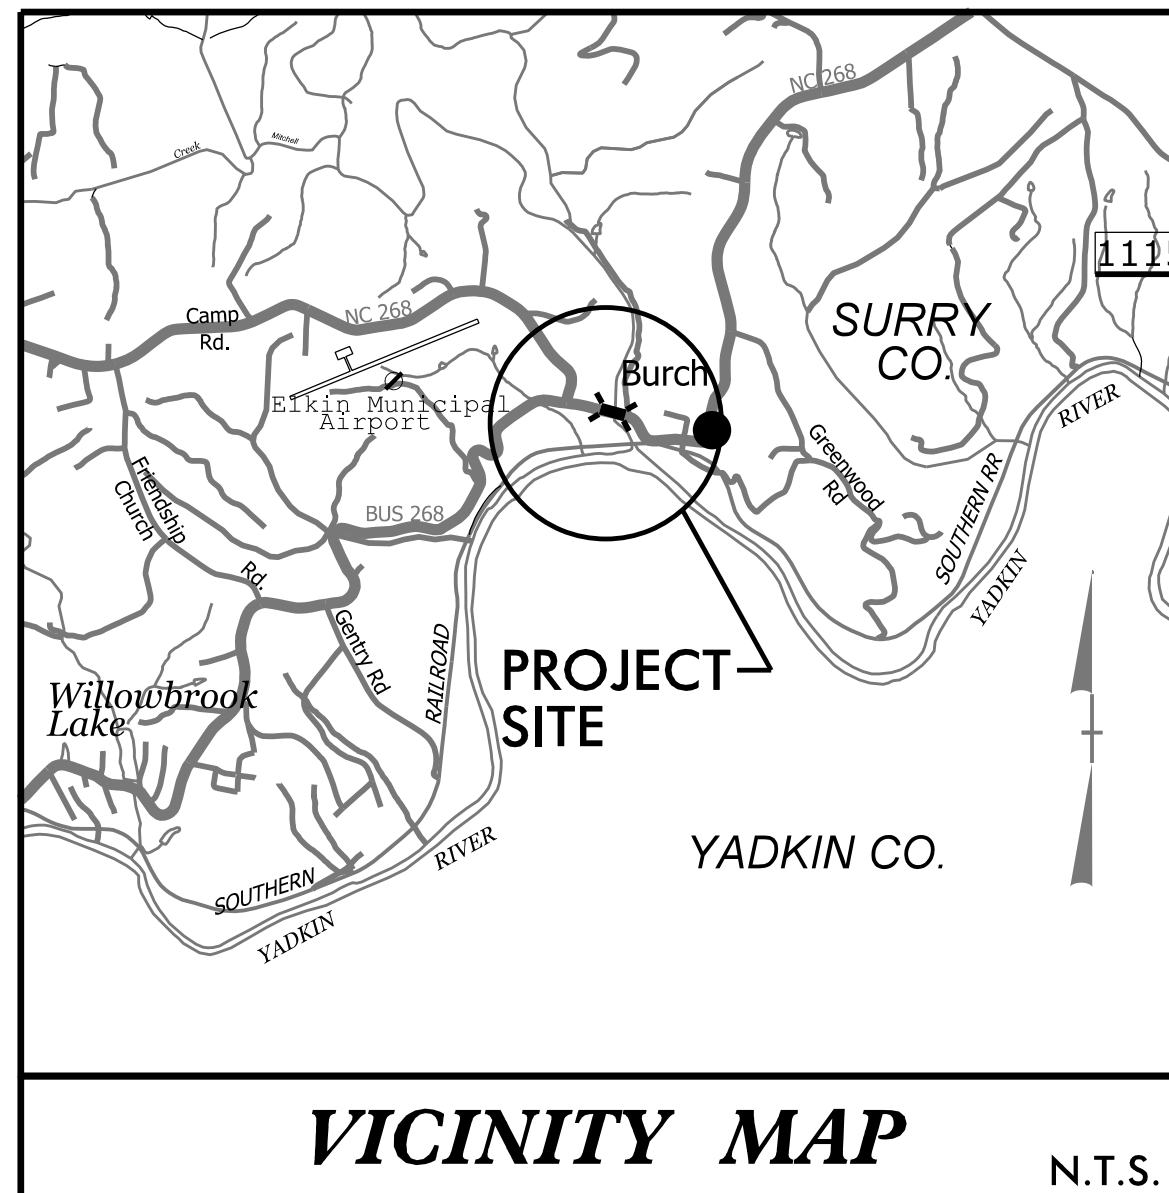 NC 268
Creek
Mitchell
1115
SURRY
CO.
Camp
Rd.
NC 268
Burch
Elkin Municipal
Airport
RIVER
Greenwood
Rd
Friendship
Church
Rd.
BUS 268
SOUTHERN RR
YADKIN
Gentry Rd
RAILROAD
PROJECT
SITE
Willowbrook
Lake
YADKIN CO.
RIVER
SOUTHERN
YADKIN
VICINITY MAP
N.T.S.